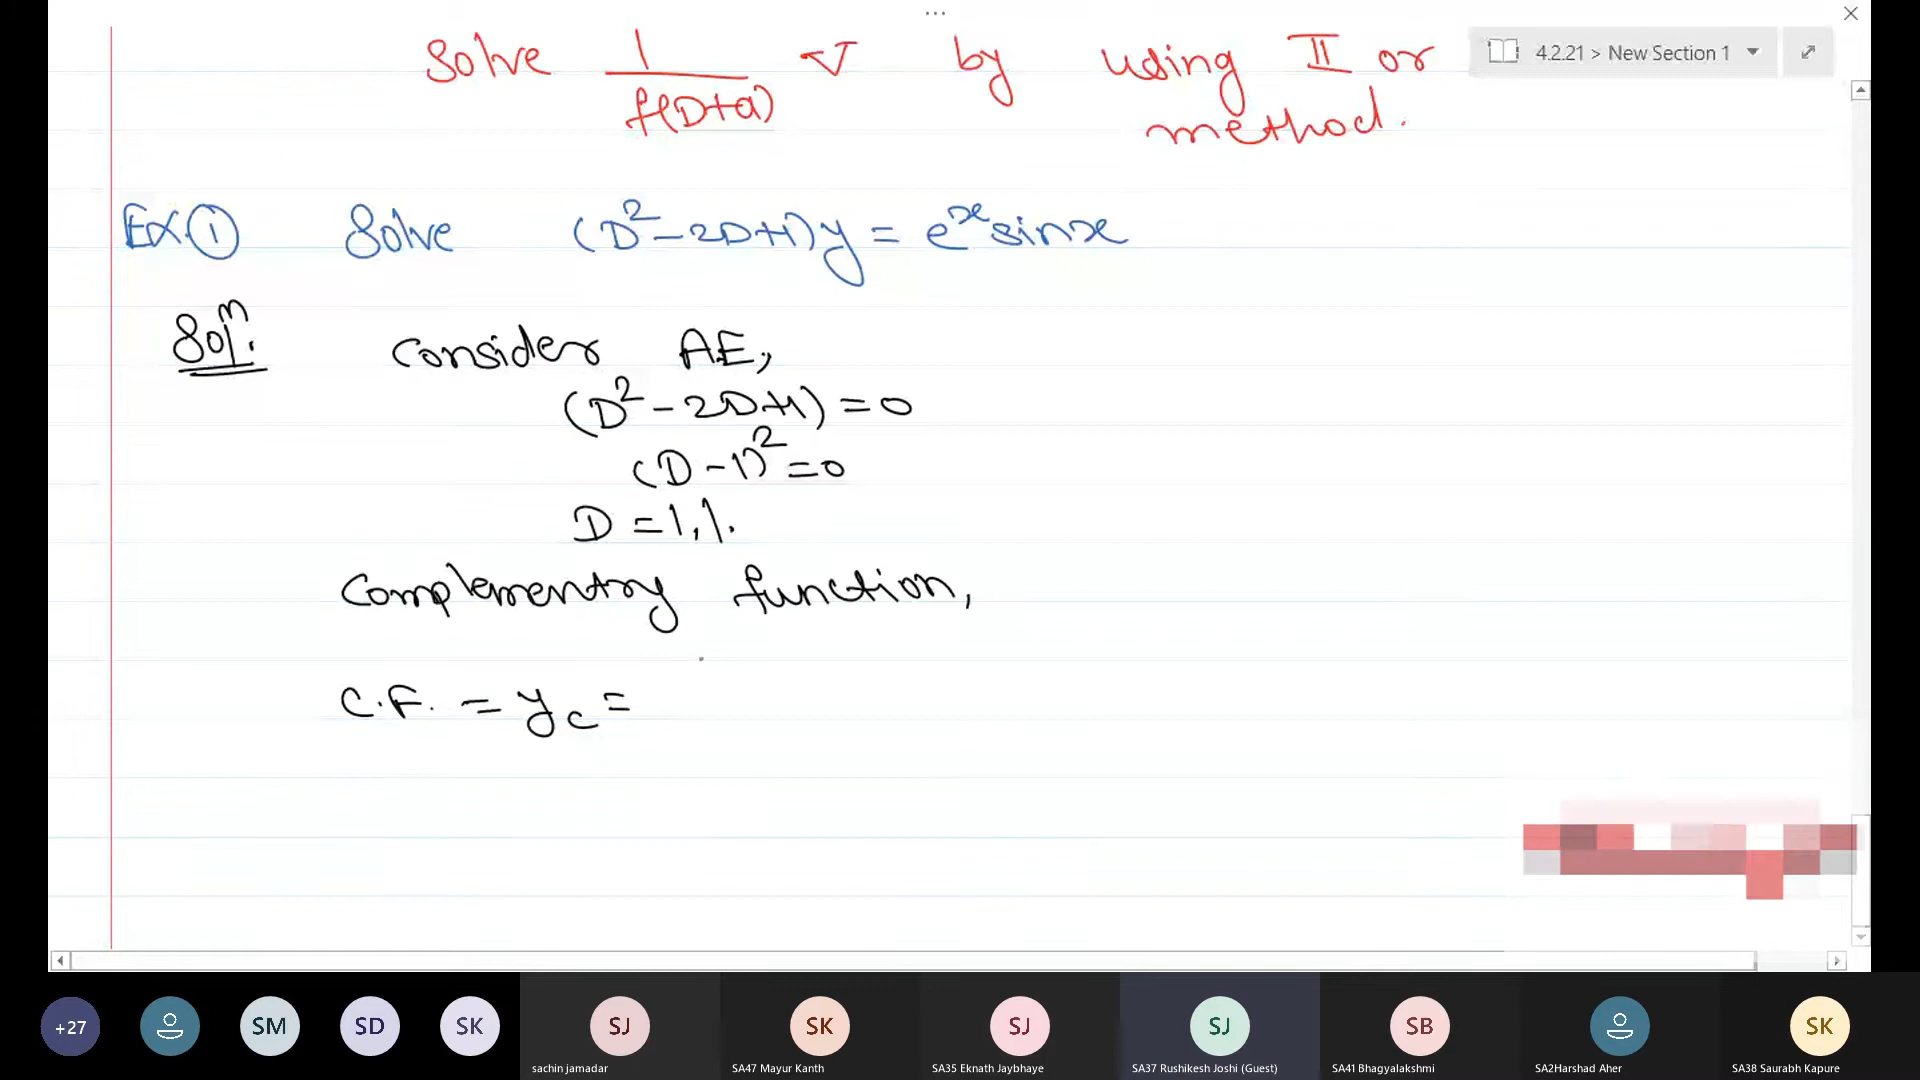 ...
Solve 1/f(D+a) V by using II or
method.
4.2.21 > New Section 1
Ex① Solve (D²-2D+1)y = eˣsinx
Solⁿ. Consider AE,
(D²-2D+1)=0
(D-1)²=0
D=1,1.
Complementry function,
C.F. = y_c =
+27
SM
SD
SK
SJ
SK
SJ
SJ
SB
SK
sachin jamadar
SA47 Mayur Kanth
SA35 Eknath Jaybhaye
SA37 Rushikesh Joshi (Guest)
SA41 Bhagyalakshmi
SA2Harshad Aher
SA38 Saurabh Kapure